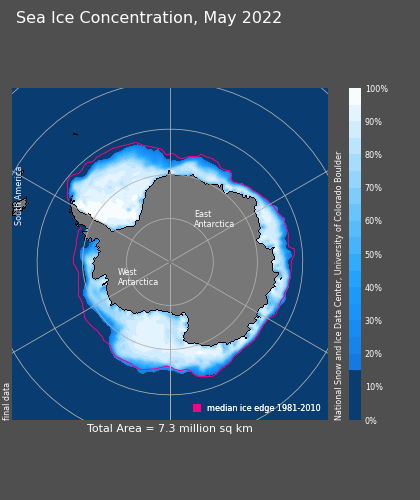 Sea Ice Concentration, May 2022
South America
East
Antarctica
West
Antarctica
final data
median ice edge 1981-2010
Total Area = 7.3 million sq km
National Snow and Ice Data Center, University of Colorado Boulder
100%
90%
80%
70%
60%
50%
40%
30%
20%
10%
0%